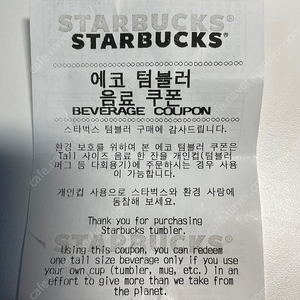 STARBUCKS
STARBUCKS
에코 텀블러
음료 쿠폰
BEVERAGE COUPON
스타벅스 텀블러 구매에 감사드립니다.
환경 보호를 위하여 본 에코 텀블러 쿠폰은
Tall 사이즈 음료 한 잔을 개인컵(텀블러
머그 등 다회용기)에 주문하시는 경우 사용
이 가능합니다.
개인컵 사용으로 스타벅스와 환경 사랑에
동참해 보세요.
Thank you for purchasing
Starbucks tumbler.
Using this coupon, you can redeem
one tall size beverage only if you use
your own cup (tumbler, mug, etc.) in an
effort to give more than we take from
the planet.